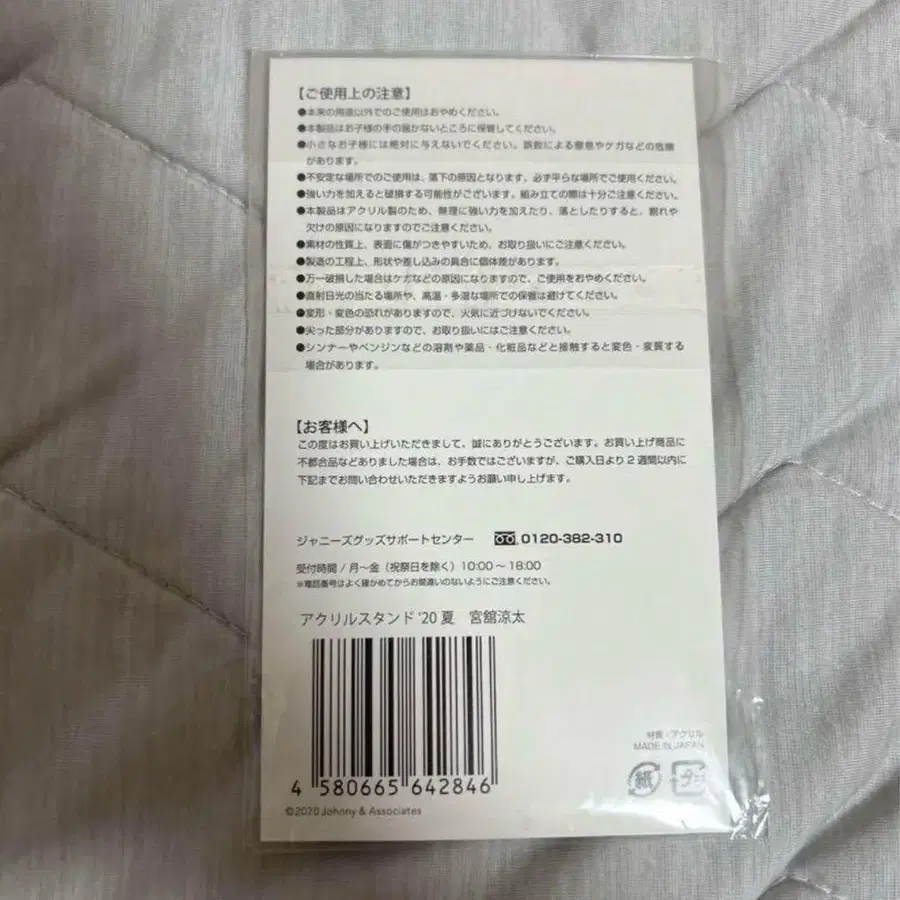 【ご使用上の注意】
●本来の用途以外でのご使用はおやめください。
●本製品はお子様の手の届かないところに保管してください。
●小さなお子様には絶対に与えないでください。誤飲による窒息やケガなどの危険
があります。
●不安定な場所でのご使用は、落下の原因となります、必ず平らな場所でご使用ください。
●強い力を加えると破損する可能性がございます。組み立ての際は十分ご注意ください。
●本製品はアクリル製のため、無理に強い力を加えたり、落としたりすると、割れや
欠けの原因になりますのでご注意ください。
●素材の性質上、表面に傷がつきやすいため、お取り扱いにご注意ください。
●製造の工程上、形状や差し込みの具合に個体差があります。
●万一破損した場合はケガなどの原因になりますので、ご使用をおやめください。
●直射日光の当たる場所や、高温・多湿な場所での保管は避けてください。
●変形・変色の恐れがありますので、火気に近づけないでください。
●尖った部分がありますので、お取り扱いにはご注意ください。
●シンナーやベンジンなどの溶剤や薬品・化粧品などと接触すると変色・変質する
場合があります。
【お客様へ】
この度はお買い上げいただきまして、誠にありがとうございます。お買い上げ商品に
不都合品などありました場合は、お手数ではございますが、ご購入日より2週間以内に
下記までお問い合わせいただきますようお願い申し上げます。
ジャニーズグッズサポートセンター 0120-382-310
受付時間 / 月～金（祝祭日を除く）10:00～18:00
※電話番号はよく確かめてからお間違いのないようにご注意ください。
アクリルスタンド '20 夏 宮舘涼太
4 580665 642846
©2020 Johnny & Associates
材質：アクリル
MADE IN JAPAN
紙 プラ